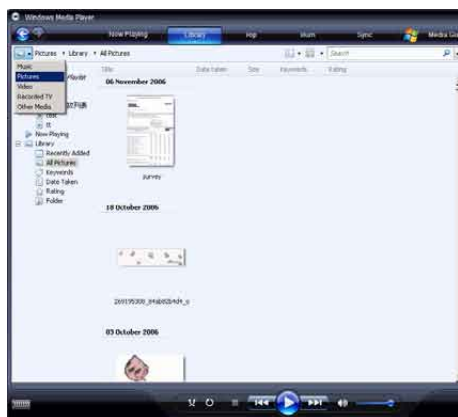 Windows Media Player
Now Playing Library Rip Burn Sync Media Gu
Pictures Library All Pictures Search
Music
Pictures
Video
Recorded TV
Other Media
Playlist
Title Date taken Size Keywords Rating
06 November 2006
Now Playing
Library
Recently Added
All Pictures
Keywords
Date Taken
Rating
Folder
survey
18 October 2006
03 October 2006